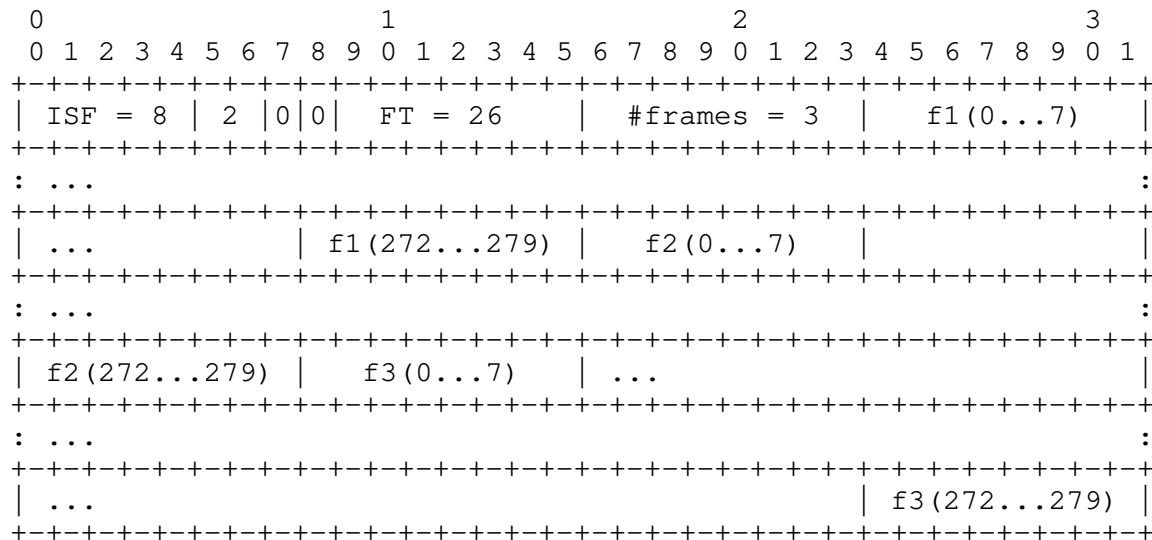 0                   1                   2                   3
 0 1 2 3 4 5 6 7 8 9 0 1 2 3 4 5 6 7 8 9 0 1 2 3 4 5 6 7 8 9 0 1
+-+-+-+-+-+-+-+-+-+-+-+-+-+-+-+-+-+-+-+-+-+-+-+-+-+-+-+-+-+-+-+-+
| ISF = 8 | 2 |0|0|  FT = 26      |  #frames = 3  |   f1(0...7)   |
+-+-+-+-+-+-+-+-+-+-+-+-+-+-+-+-+-+-+-+-+-+-+-+-+-+-+-+-+-+-+-+-+
: ...                                                           :
+-+-+-+-+-+-+-+-+-+-+-+-+-+-+-+-+-+-+-+-+-+-+-+-+-+-+-+-+-+-+-+-+
| ...           | f1(272...279) |   f2(0...7)   |               |
+-+-+-+-+-+-+-+-+-+-+-+-+-+-+-+-+-+-+-+-+-+-+-+-+-+-+-+-+-+-+-+-+
: ...                                                           :
+-+-+-+-+-+-+-+-+-+-+-+-+-+-+-+-+-+-+-+-+-+-+-+-+-+-+-+-+-+-+-+-+
| f2(272...279) |   f3(0...7)   | ...                           |
+-+-+-+-+-+-+-+-+-+-+-+-+-+-+-+-+-+-+-+-+-+-+-+-+-+-+-+-+-+-+-+-+
: ...                                                           :
+-+-+-+-+-+-+-+-+-+-+-+-+-+-+-+-+-+-+-+-+-+-+-+-+-+-+-+-+-+-+-+-+
| ...                                           | f3(272...279) |
+-+-+-+-+-+-+-+-+-+-+-+-+-+-+-+-+-+-+-+-+-+-+-+-+-+-+-+-+-+-+-+-+